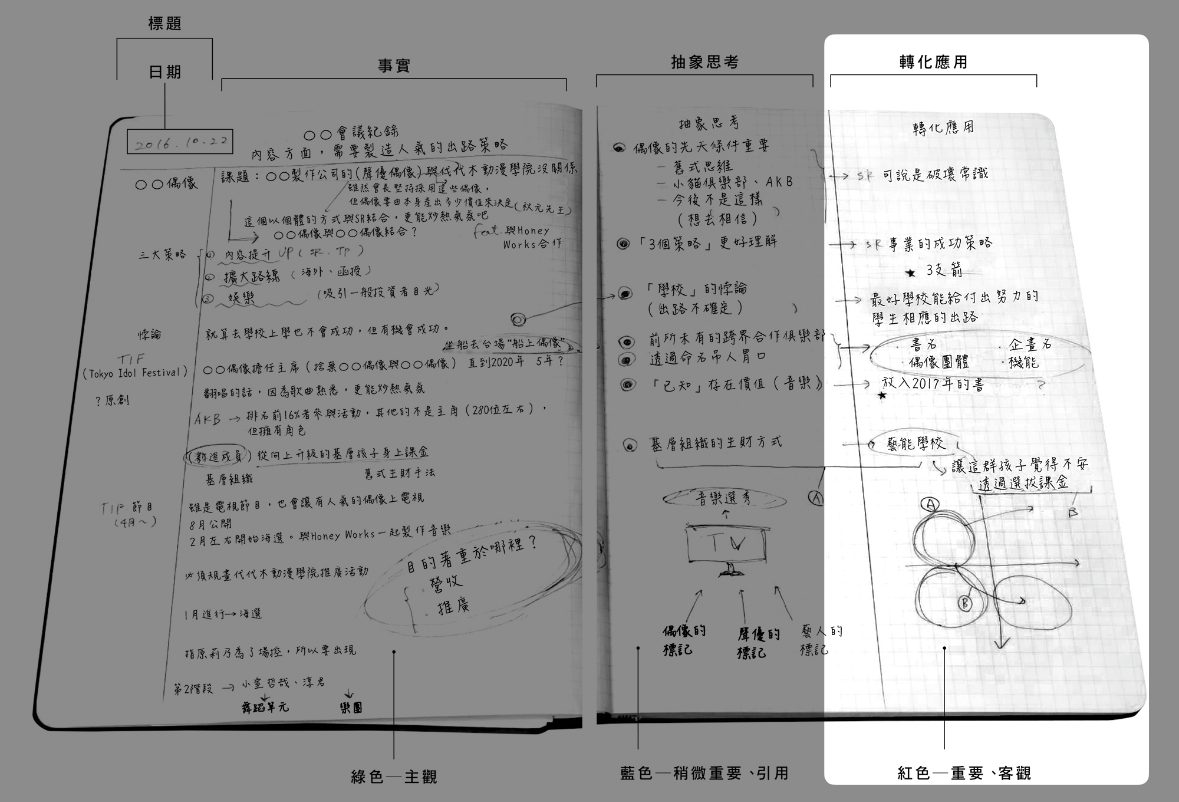 標題
日期
事實
抽象思考
轉化應用
2016.10.22
○○會議紀錄
內容方面，需要製造人氣的出路策略
○○偶像
課題：○○製作公司的(聲優偶像)與代代木動漫學院沒關係
雖然會長堅持採用這些偶像，
但偶像要由本身產出多少價值來決定(秋元先王)
這個以個體的方式與SR結合，更能炒熱氣氛吧
○○偶像與○○偶像結合？
feat. 與Honey
Works合作
三大策略
① 內容提升 UP (SR、TP)
② 擴大路線 (海外、函授)
③ 娛樂 (吸引一般投資者目光)
悖論
就算去學校上學也不會成功，但有機會成功。
坐船去台場"船上偶像"
TIF
(Tokyo Idol Festival)
○○偶像擔任主席(捨棄○○偶像與○○偶像) 直到2020年 5年？
？原創
翻唱的話，因為歌曲熟悉，更能炒熱氣氛
AKB → 排名前16%者參與活動，其他的不是主角(280位左右)，
但擁有角色
(新進成員) 從向上升級的基層孩子身上課金
基層組織 舊式生財手法
TIF 節目
(4月～)
雖是電視節目，也會讓有人氣的偶像上電視
8月公開
2月左右開始海選。與Honey Works一起製作音樂
目的著重於哪裡？
·營收
·推廣
必須規畫代代木動漫學院推廣活動
1月進行→海選
指原莉乃為了場控，所以要出現
第2階段 → 小室哲哉、淳君
舞蹈單元 樂團
綠色—主觀
抽象思考
偶像的先天條件重要
－ 舊式思維
－ 小貓俱樂部、AKB
－ 今後不是這樣
(想去相信)
「3個策略」更好理解
「學校」的悖論
(出路不確定)
前所未有的跨界合作俱樂部
透過命名吊人胃口
「已知」存在價值(音樂)
基層組織的生財方式
A
音樂選秀
TV
偶像的
標記
聲優的
標記
藝人的
標記
藍色—稍微重要、引用
轉化應用
→ SR 可說是破壞常識
→ SR 專業的成功策略
★ 3支箭
→ 最好學校能給付出努力的
學生相應的出路
·書名 ·企畫名
·偶像團體 ·機能
→ 放入2017年的書 ？
★
→ 藝能學校
讓這群孩子覺得不安
透過選拔課金
B
A
B
紅色—重要、客觀